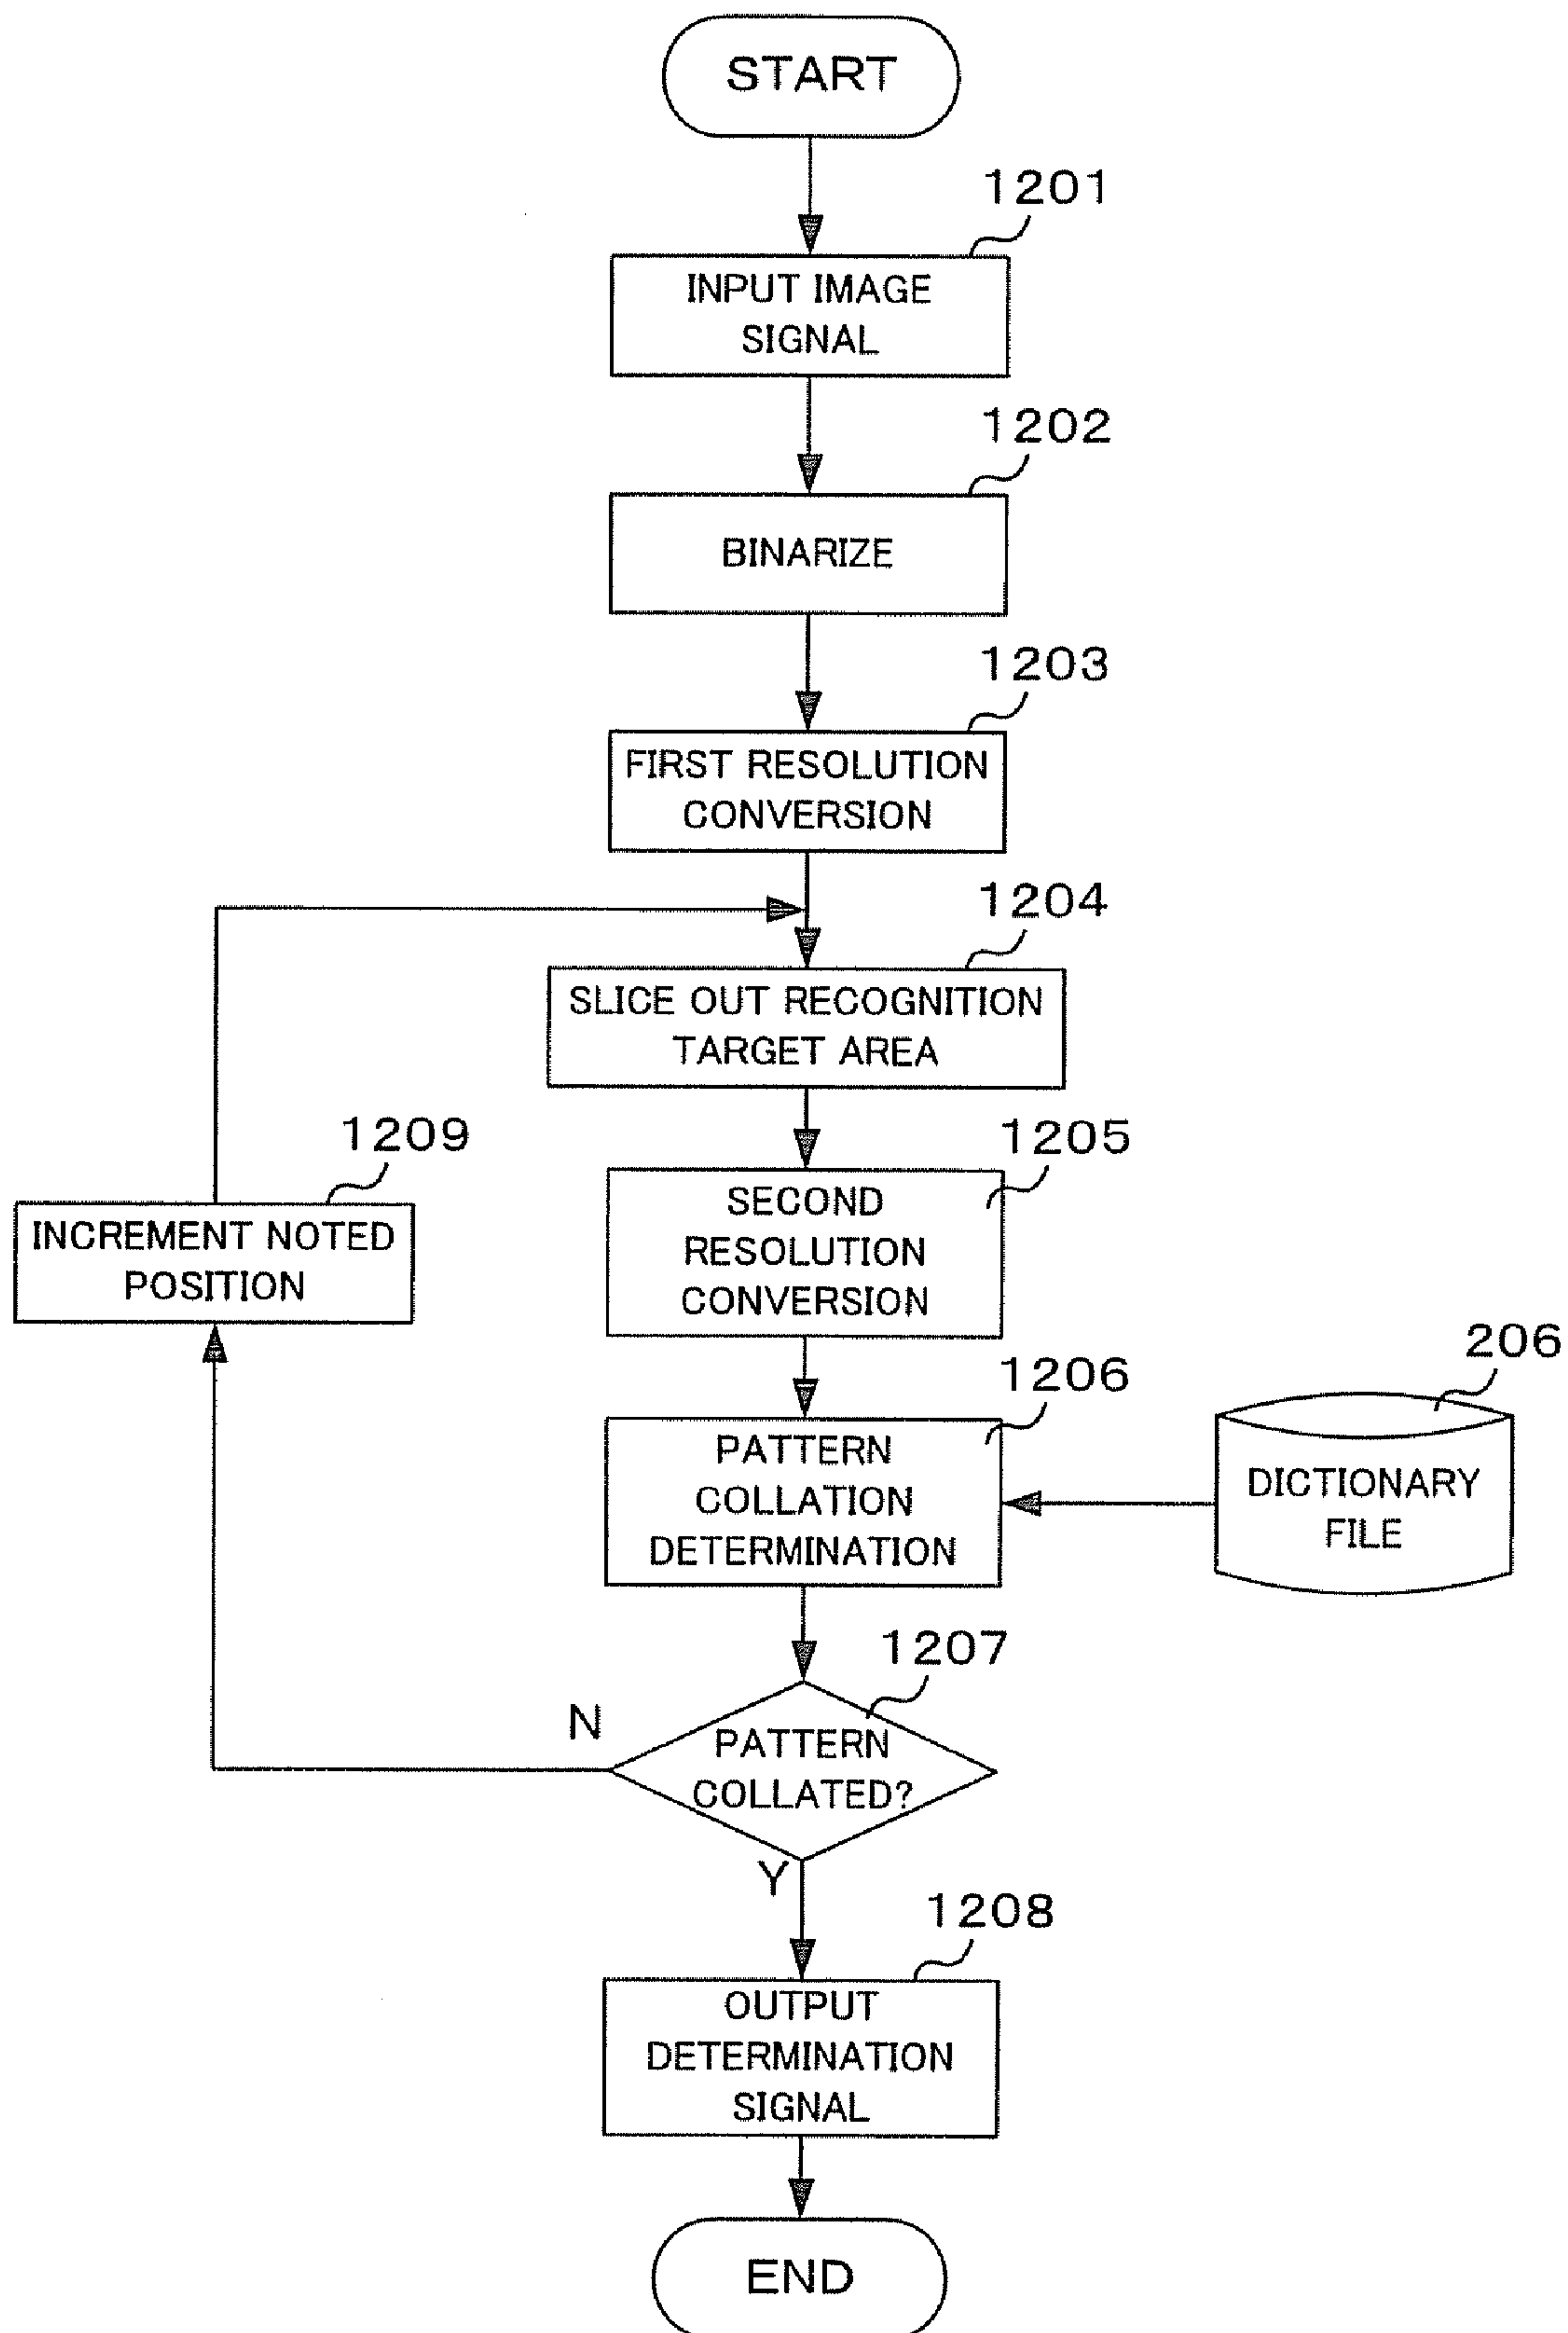 START
1201
INPUT IMAGE
SIGNAL
1202
BINARIZE
1203
FIRST RESOLUTION
CONVERSION
1204
SLICE OUT RECOGNITION
TARGET AREA
1209
INCREMENT NOTED
POSITION
1205
SECOND
RESOLUTION
CONVERSION
1206
PATTERN
COLLATION
DETERMINATION
206
DICTIONARY
FILE
1207
PATTERN
COLLATED?
N
Y
1208
OUTPUT
DETERMINATION
SIGNAL
END